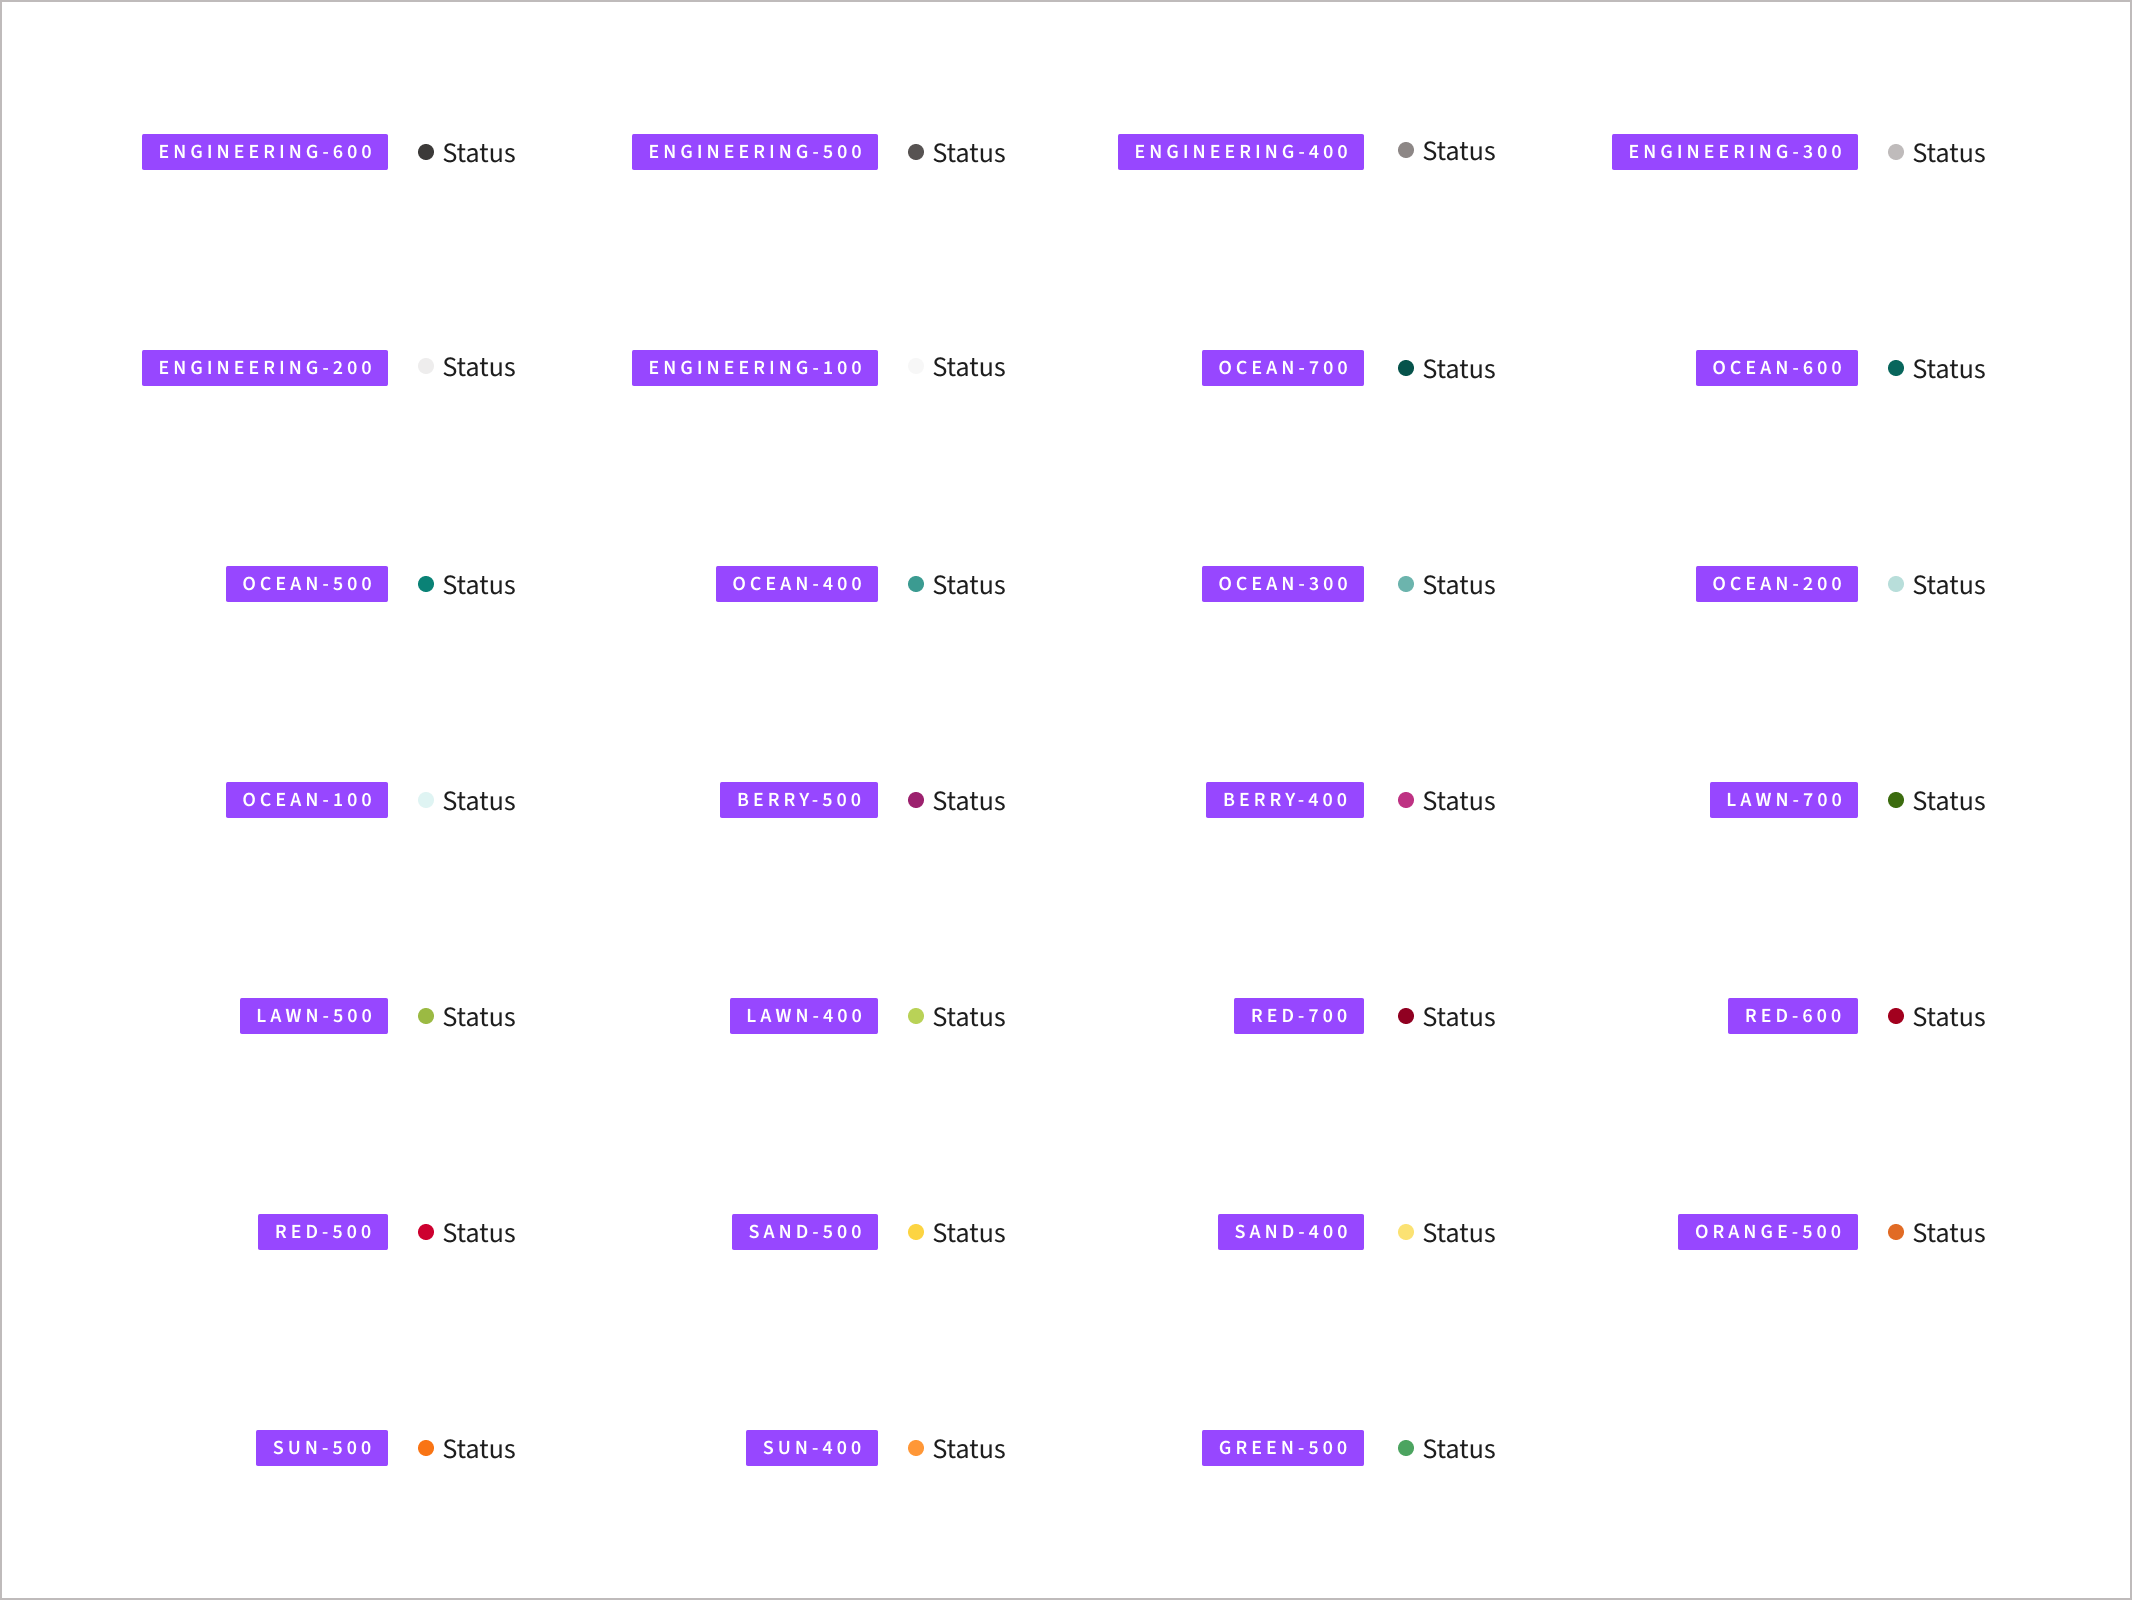 ENGINEERING-600 Status ENGINEERING-500 Status ENGINEERING-400 Status ENGINEERING-300 Status
ENGINEERING-200 Status ENGINEERING-100 Status OCEAN-700 Status OCEAN-600 Status
OCEAN-500 Status OCEAN-400 Status OCEAN-300 Status OCEAN-200 Status
OCEAN-100 Status BERRY-500 Status BERRY-400 Status LAWN-700 Status
LAWN-500 Status LAWN-400 Status RED-700 Status RED-600 Status
RED-500 Status SAND-500 Status SAND-400 Status ORANGE-500 Status
SUN-500 Status SUN-400 Status GREEN-500 Status